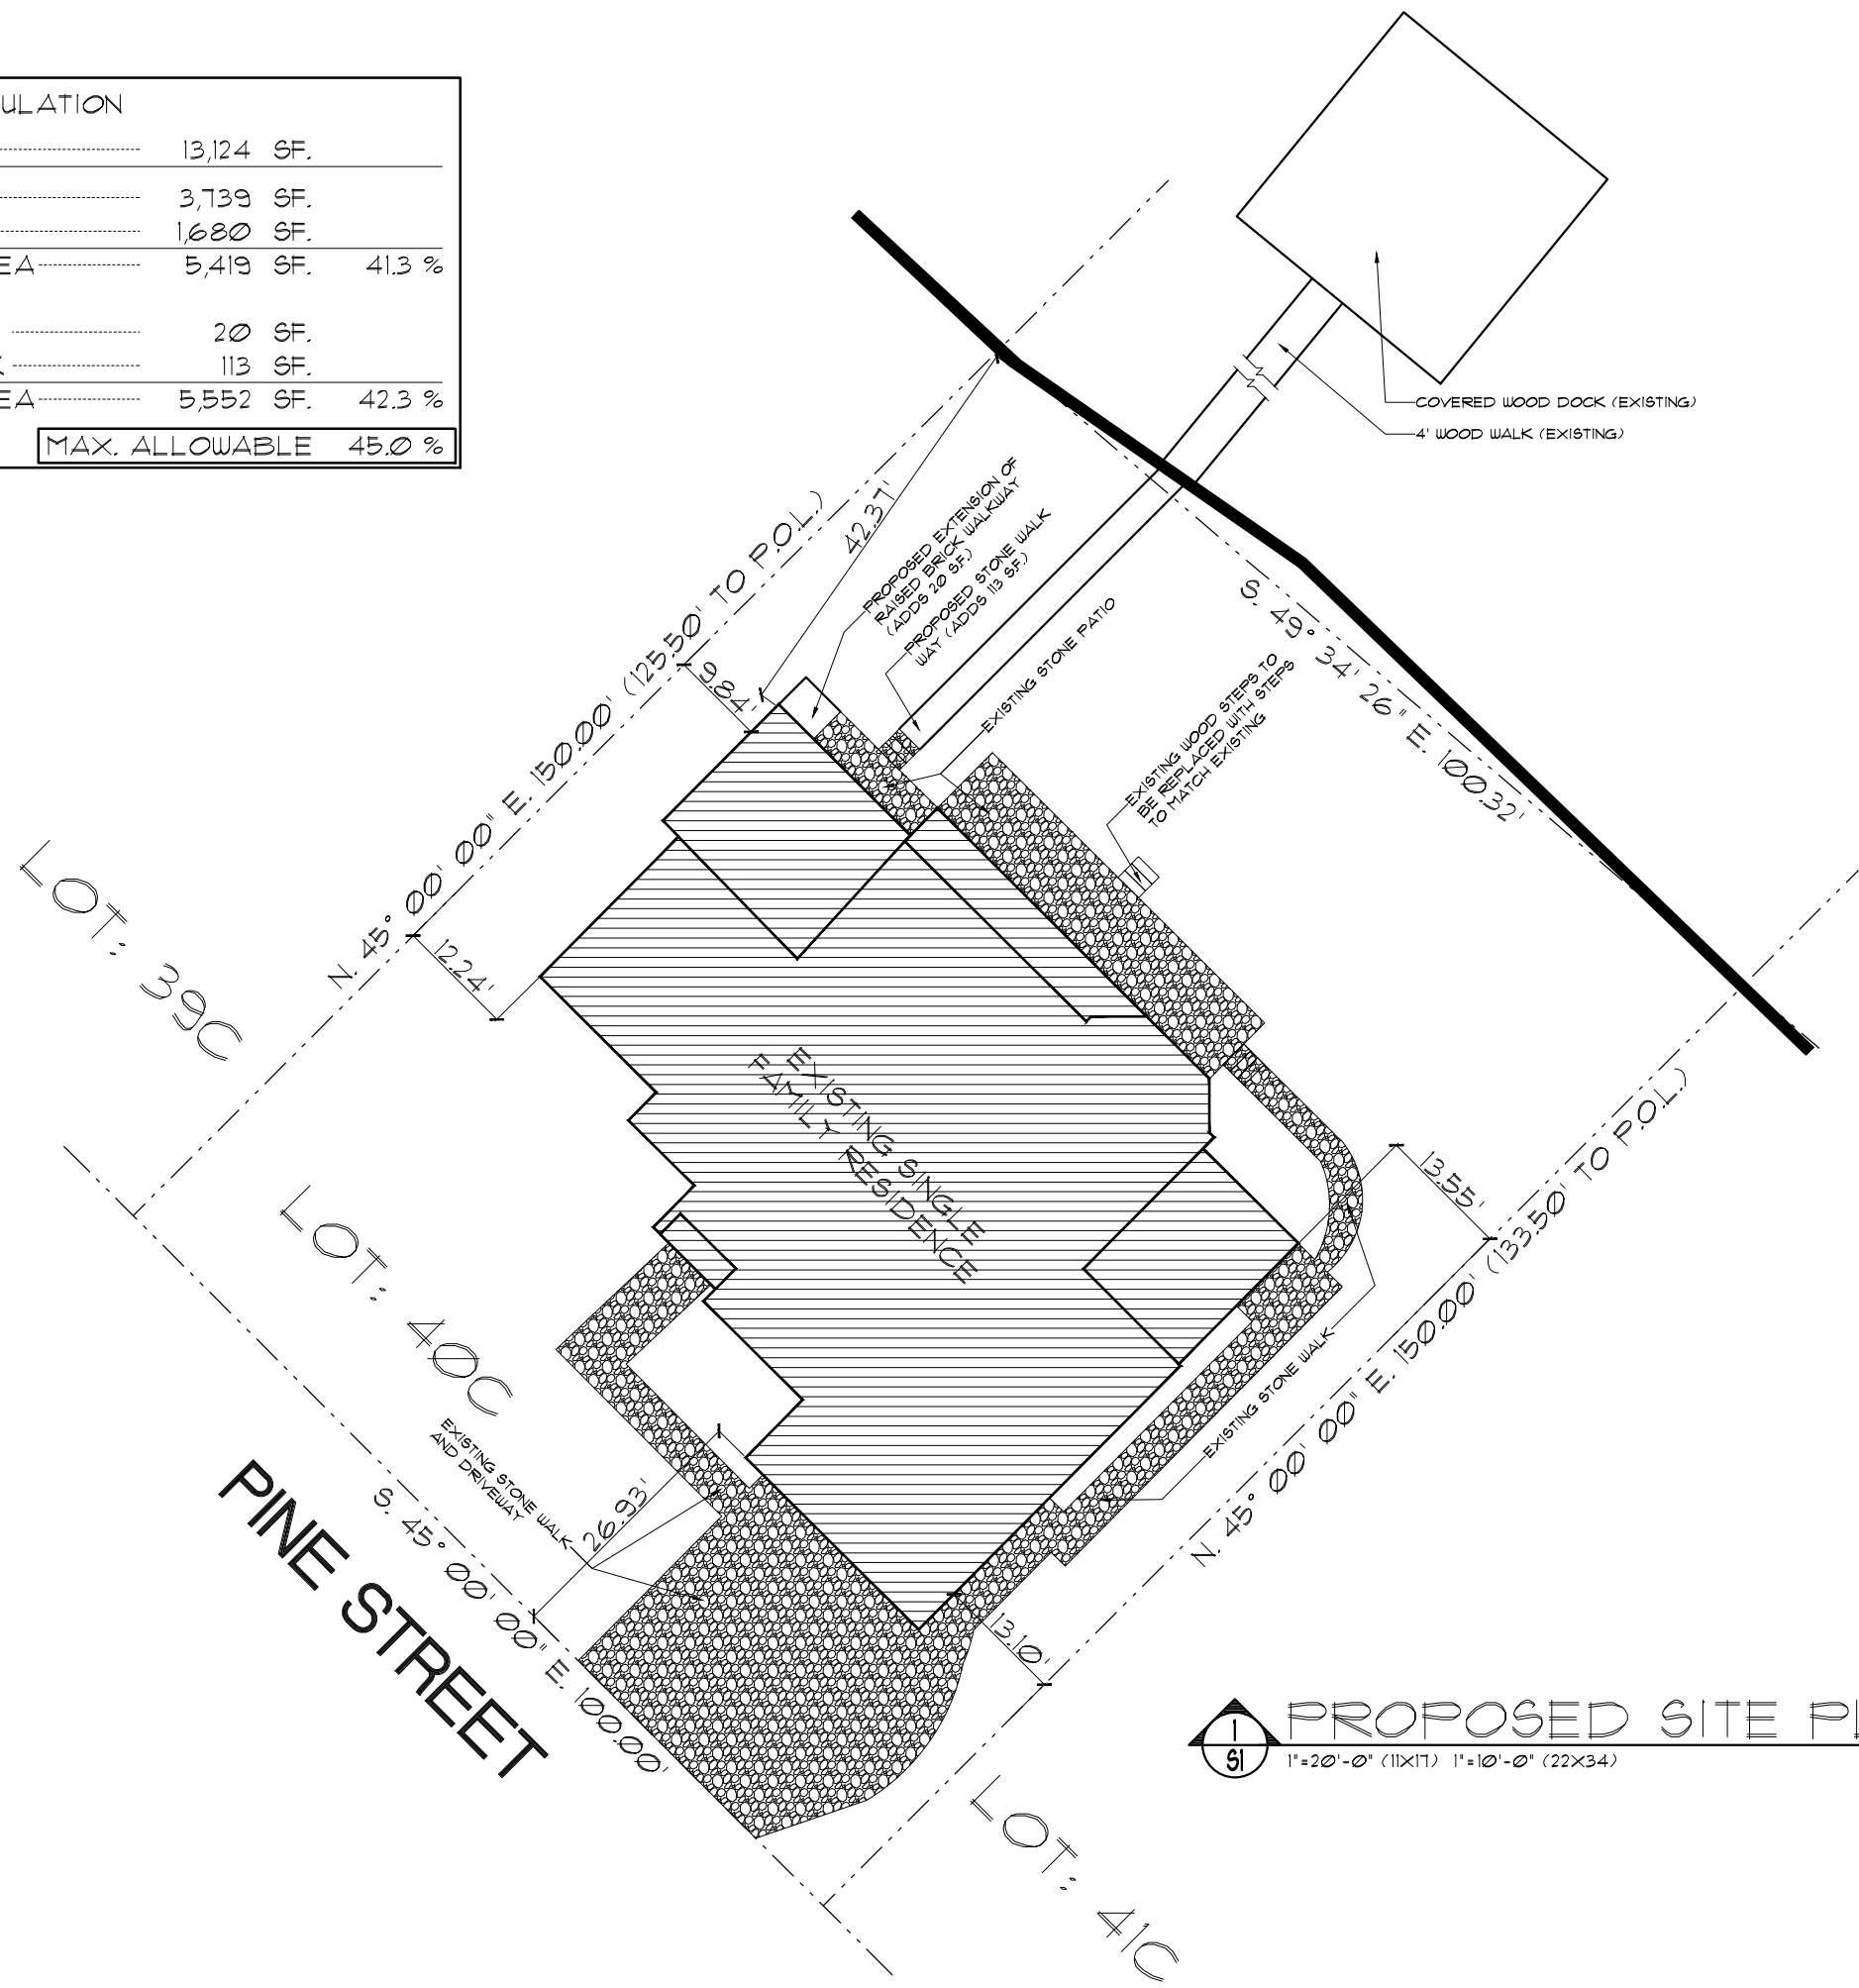 ULATION
13,124 SF.
3,739 SF.
1,680 SF.
EA 5,419 SF. 41.3 %
20 SF.
K 113 SF.
EA 5,552 SF. 42.3 %
MAX. ALLOWABLE 45.0 %
COVERED WOOD DOCK (EXISTING)
4' WOOD WALK (EXISTING)
PROPOSED EXTENSION OF
RAISED BRICK WALKWAY
(ADDS 20 S.F.)
PROPOSED STONE WALK
WAY (ADDS 113 S.F.)
EXISTING STONE PATIO
EXISTING WOOD STEPS TO
BE REPLACED WITH STEPS
TO MATCH EXISTING
42.37'
9.84'
12.24'
N. 45° 00' 00" E. 150.00' (125.50' TO P.O.L.)
S. 49° 34' 26" E. 100.32'
LOT: 39C
LOT: 40C
EXISTING SINGLE
FAMILY RESIDENCE
13.55'
N. 45° 00' 00" E. 150.00' (133.50' TO P.O.L.)
EXISTING STONE WALK
EXISTING STONE WALK
AND DRIVEWAY
26.93'
13.10'
S. 45° 00' 00" E. 100.00'
PINE STREET
LOT: 41C
1
S1
PROPOSED SITE PL
1"=20'-0" (11X17) 1"=10'-0" (22X34)